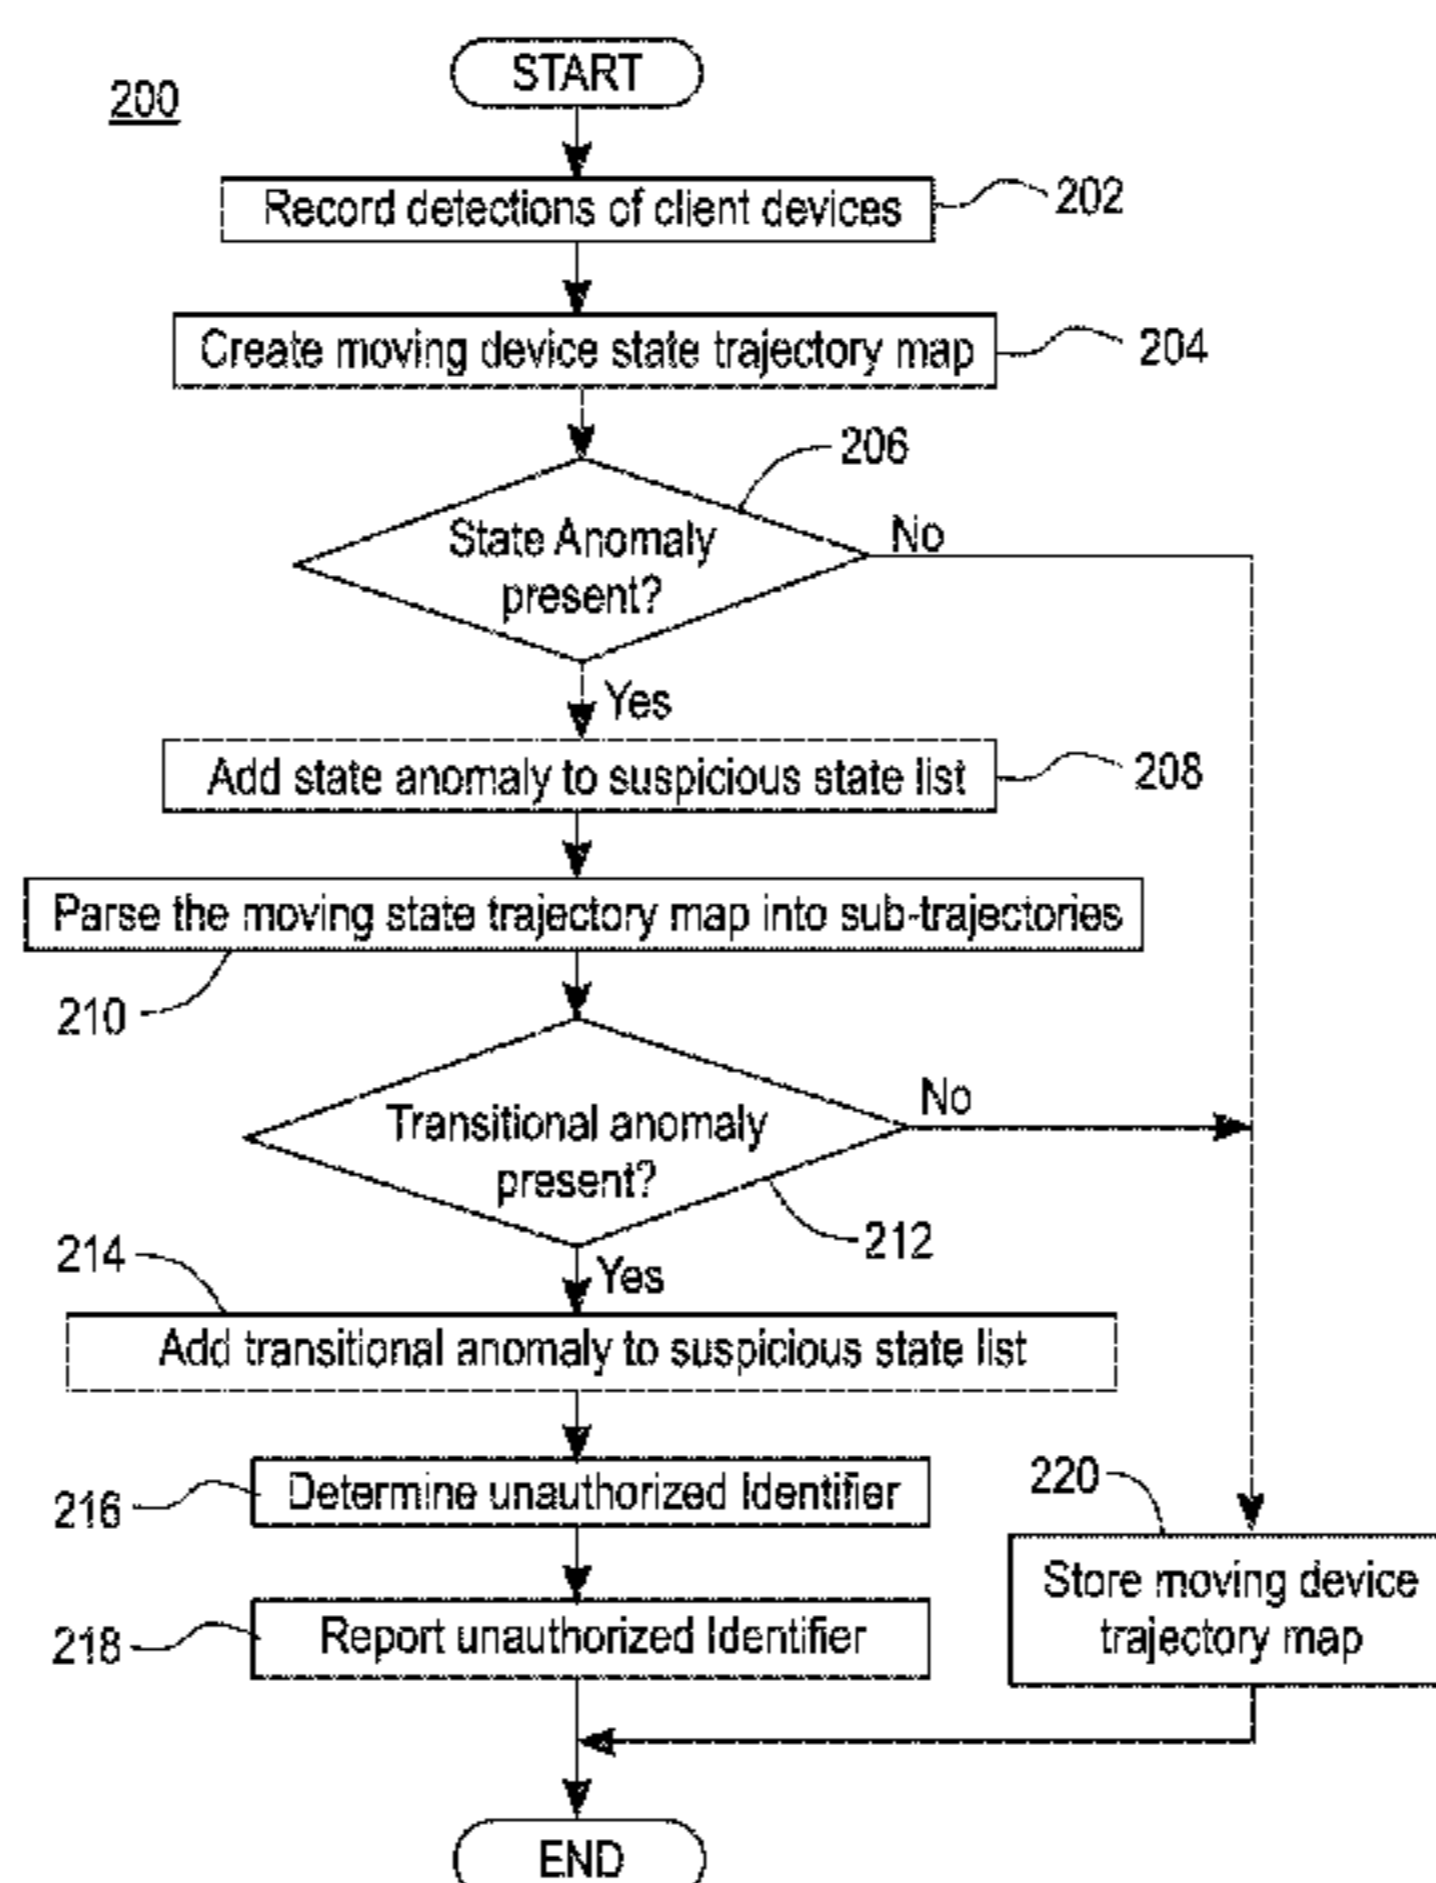 START
200
Record detections of client devices
202
Create moving device state trajectory map
204
206
State Anomaly
present?
No
Yes
Add state anomaly to suspicious state list
208
Parse the moving state trajectory map into sub-trajectories
210
Transitional anomaly
present?
No
212
214
Yes
Add transitional anomaly to suspicious state list
216
Determine unauthorized Identifier
220
Store moving device
trajectory map
218
Report unauthorized Identifier
END